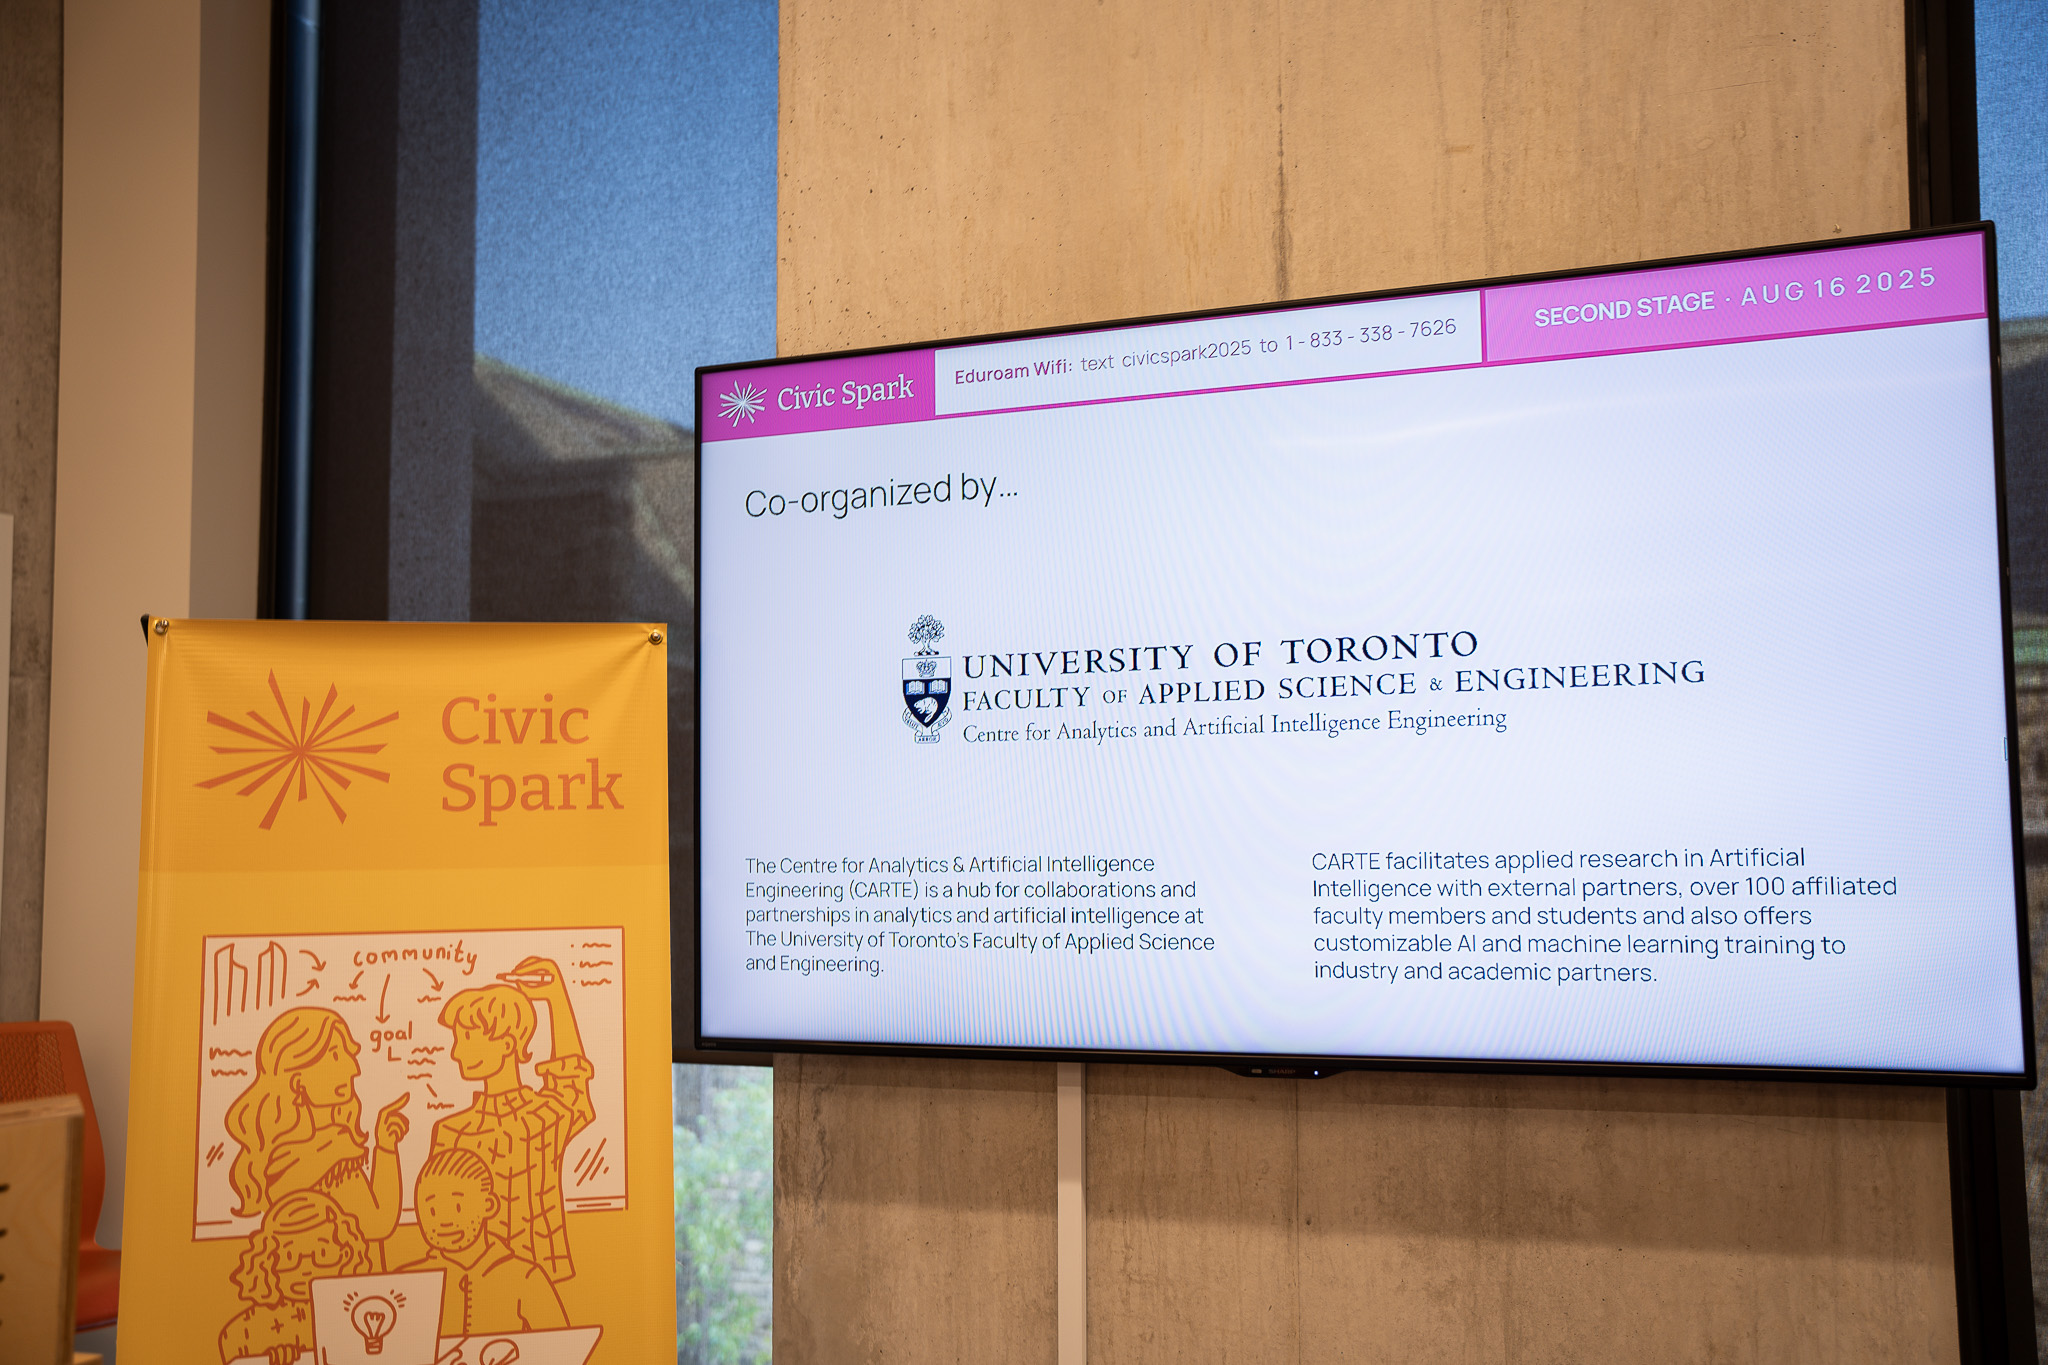 Civic Spark
Eduroam Wifi: text civicspark2025 to 1-833-338-7626
SECOND STAGE · AUG 16 2025
Co-organized by...
UNIVERSITY OF TORONTO
FACULTY OF APPLIED SCIENCE & ENGINEERING
Centre for Analytics and Artificial Intelligence Engineering
The Centre for Analytics & Artificial Intelligence
Engineering (CARTE) is a hub for collaborations and
partnerships in analytics and artificial intelligence at
The University of Toronto's Faculty of Applied Science
and Engineering.
CARTE facilitates applied research in Artificial
Intelligence with external partners, over 100 affiliated
faculty members and students and also offers
customizable AI and machine learning training to
industry and academic partners.
SHARP
Civic
Spark
community
goal